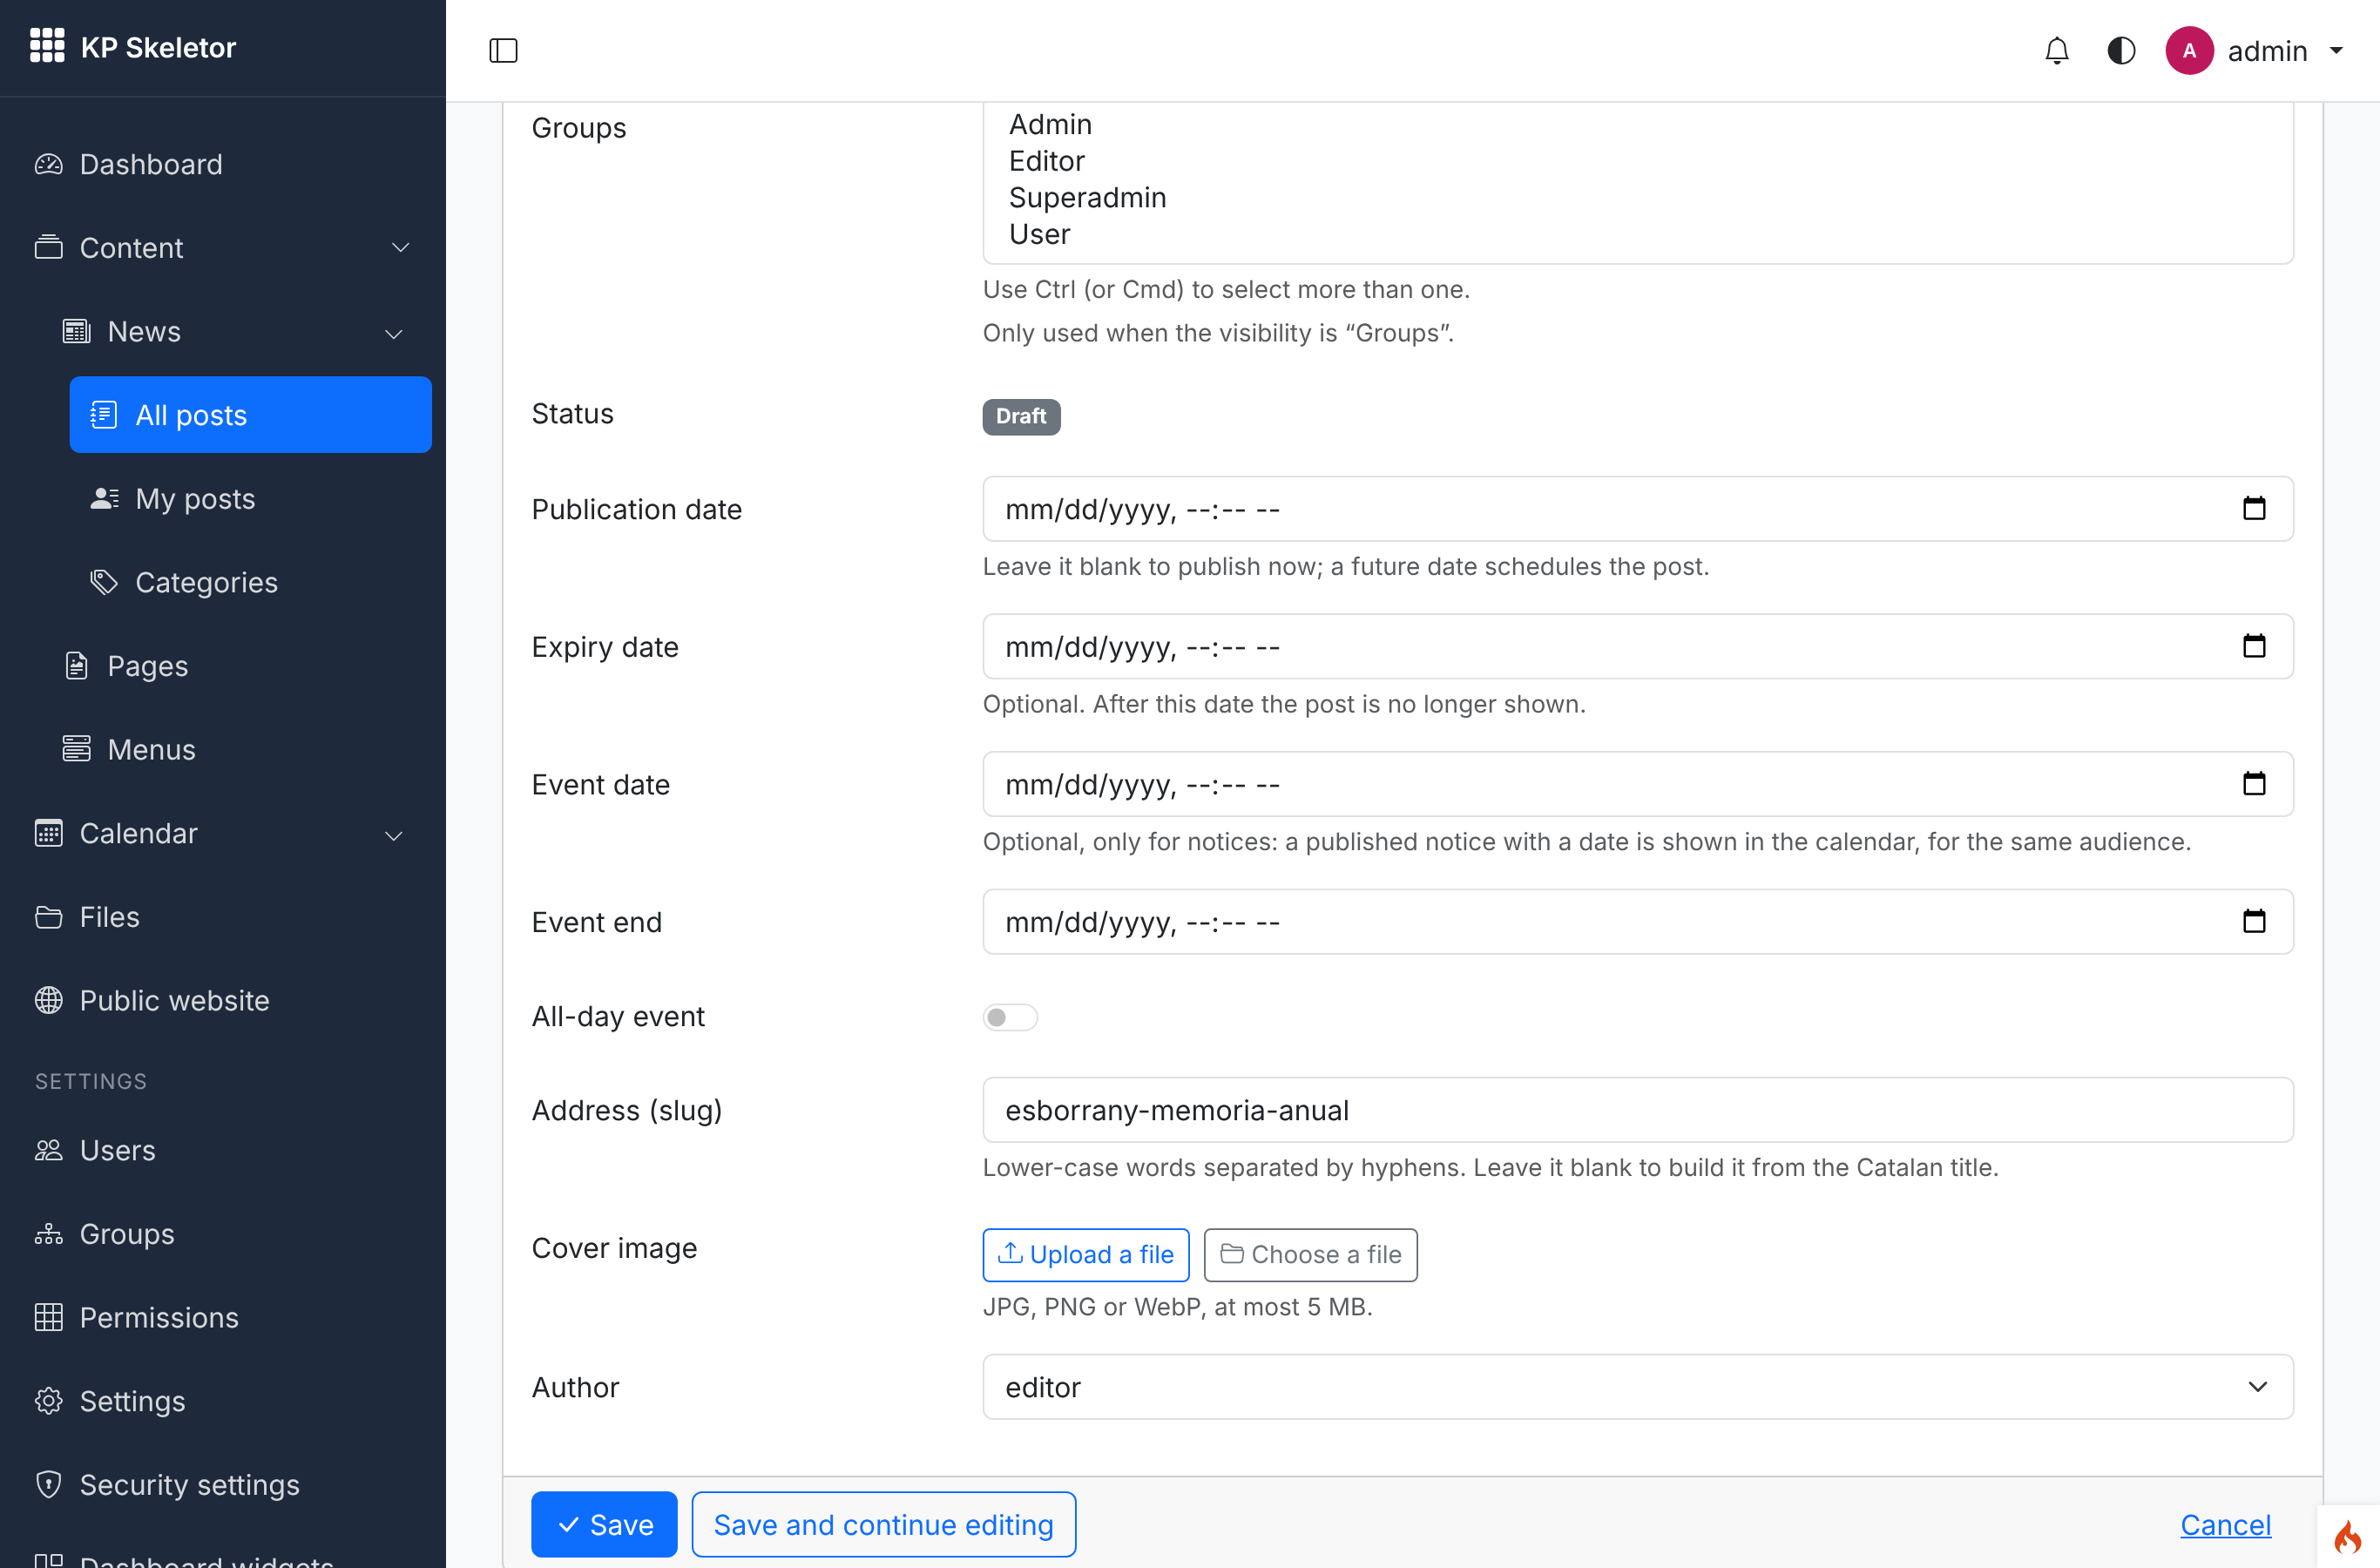 KP Skeletor
A
admin
Dashboard
Content
News
All posts
My posts
Categories
Pages
Menus
Calendar
Files
Public website
SETTINGS
Users
Groups
Permissions
Settings
Security settings
Dashboard widgets
Groups
Admin
Editor
Superadmin
User
Use Ctrl (or Cmd) to select more than one.
Only used when the visibility is “Groups”.
Status
Draft
Publication date
mm/dd/yyyy, --:-- --
Leave it blank to publish now; a future date schedules the post.
Expiry date
mm/dd/yyyy, --:-- --
Optional. After this date the post is no longer shown.
Event date
mm/dd/yyyy, --:-- --
Optional, only for notices: a published notice with a date is shown in the calendar, for the same audience.
Event end
mm/dd/yyyy, --:-- --
All-day event
Address (slug)
esborrany-memoria-anual
Lower-case words separated by hyphens. Leave it blank to build it from the Catalan title.
Cover image
Upload a file
Choose a file
JPG, PNG or WebP, at most 5 MB.
Author
editor
Save
Save and continue editing
Cancel